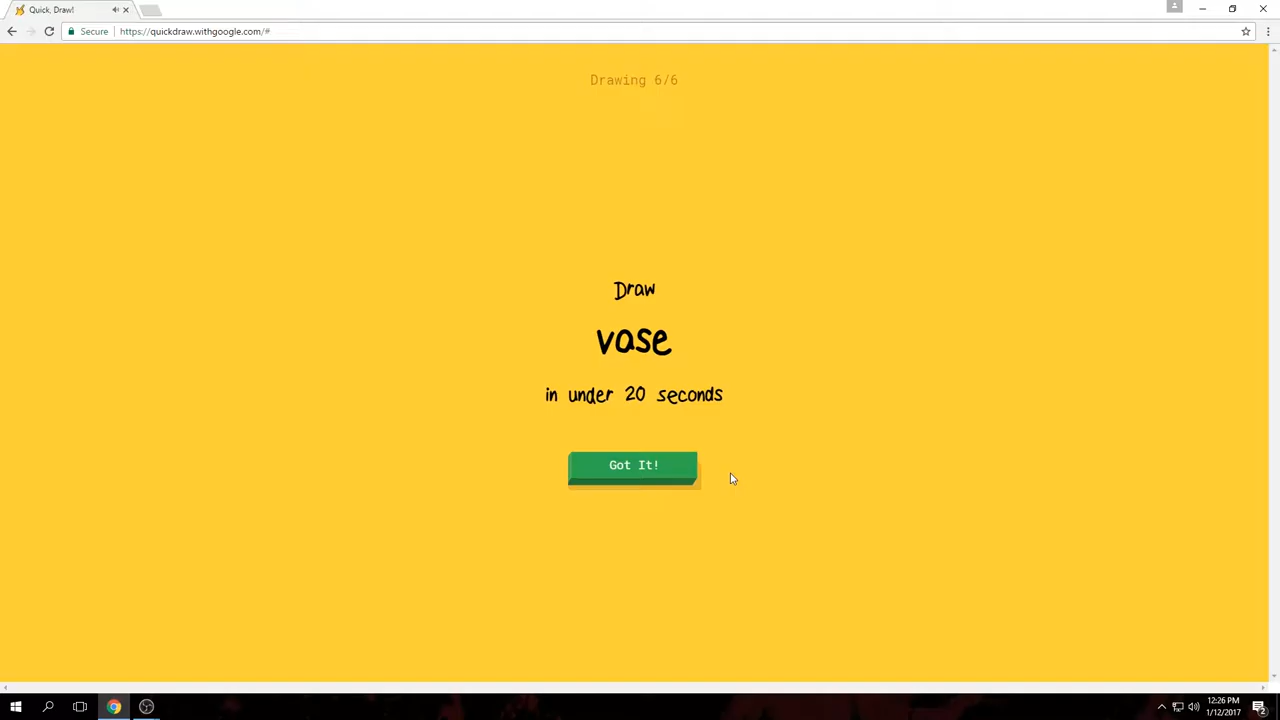 Quick, Draw!
Secure https://quickdraw.withgoogle.com/#
Drawing 6/6
Draw
vase
in under 20 seconds
Got It!
12:26 PM
1/12/2017
2